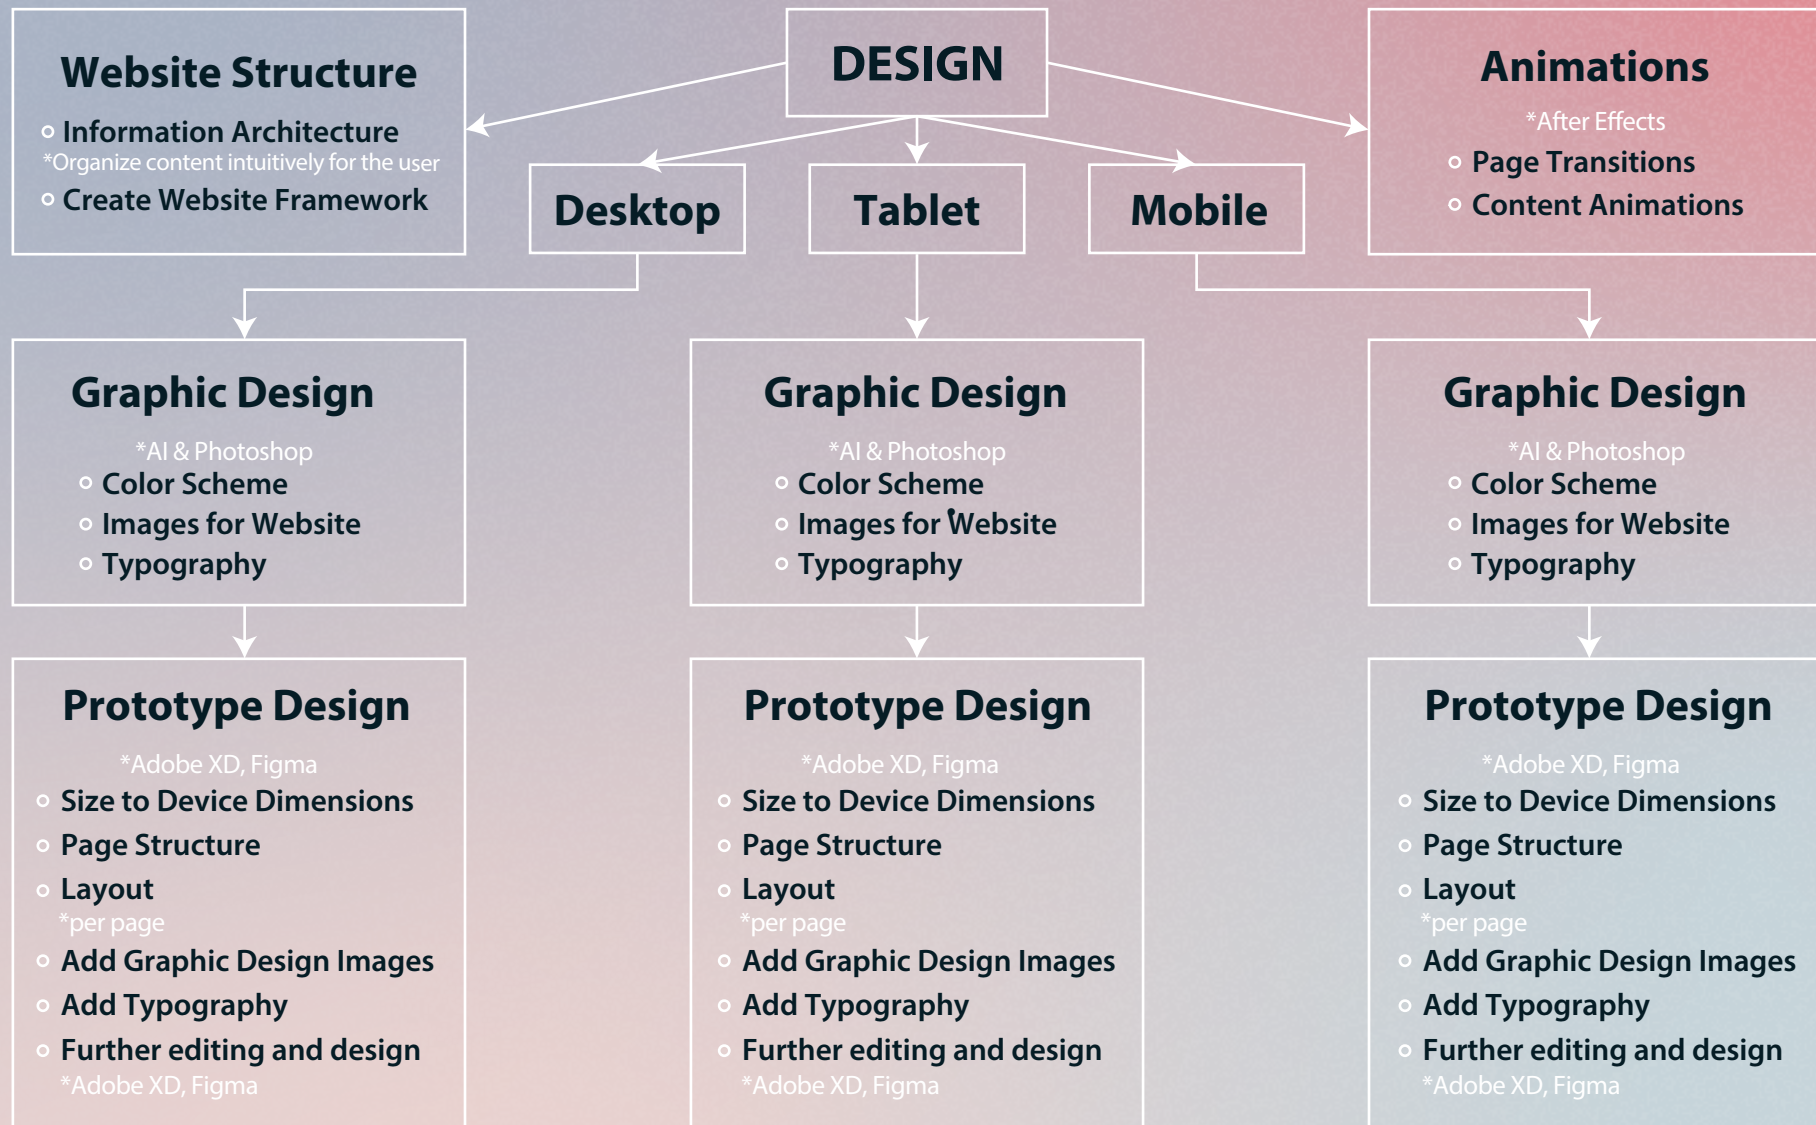 DESIGN
Website Structure
Information Architecture
*Organize content intuitively for the user
Create Website Framework
Animations
*After Effects
Page Transitions
Content Animations
Desktop
Tablet
Mobile
Graphic Design
*AI & Photoshop
Color Scheme
Images for Website
Typography
Graphic Design
*AI & Photoshop
Color Scheme
Images for Website
Typography
Graphic Design
*AI & Photoshop
Color Scheme
Images for Website
Typography
Prototype Design
*Adobe XD, Figma
Size to Device Dimensions
Page Structure
Layout
*per page
Add Graphic Design Images
Add Typography
Further editing and design
*Adobe XD, Figma
Prototype Design
*Adobe XD, Figma
Size to Device Dimensions
Page Structure
Layout
*per page
Add Graphic Design Images
Add Typography
Further editing and design
*Adobe XD, Figma
Prototype Design
*Adobe XD, Figma
Size to Device Dimensions
Page Structure
Layout
*per page
Add Graphic Design Images
Add Typography
Further editing and design
*Adobe XD, Figma